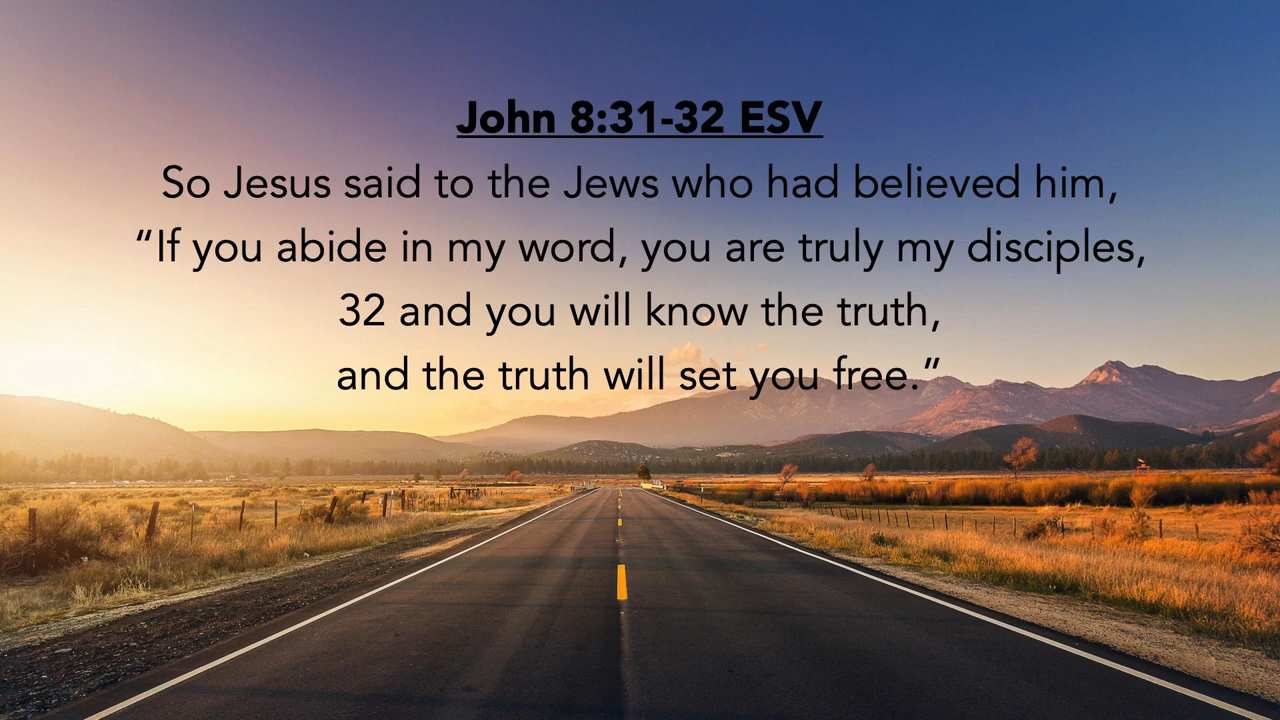 John 8:31-32 ESV
So Jesus said to the Jews who had believed him,
“If you abide in my word, you are truly my disciples,
32 and you will know the truth,
and the truth will set you free.”